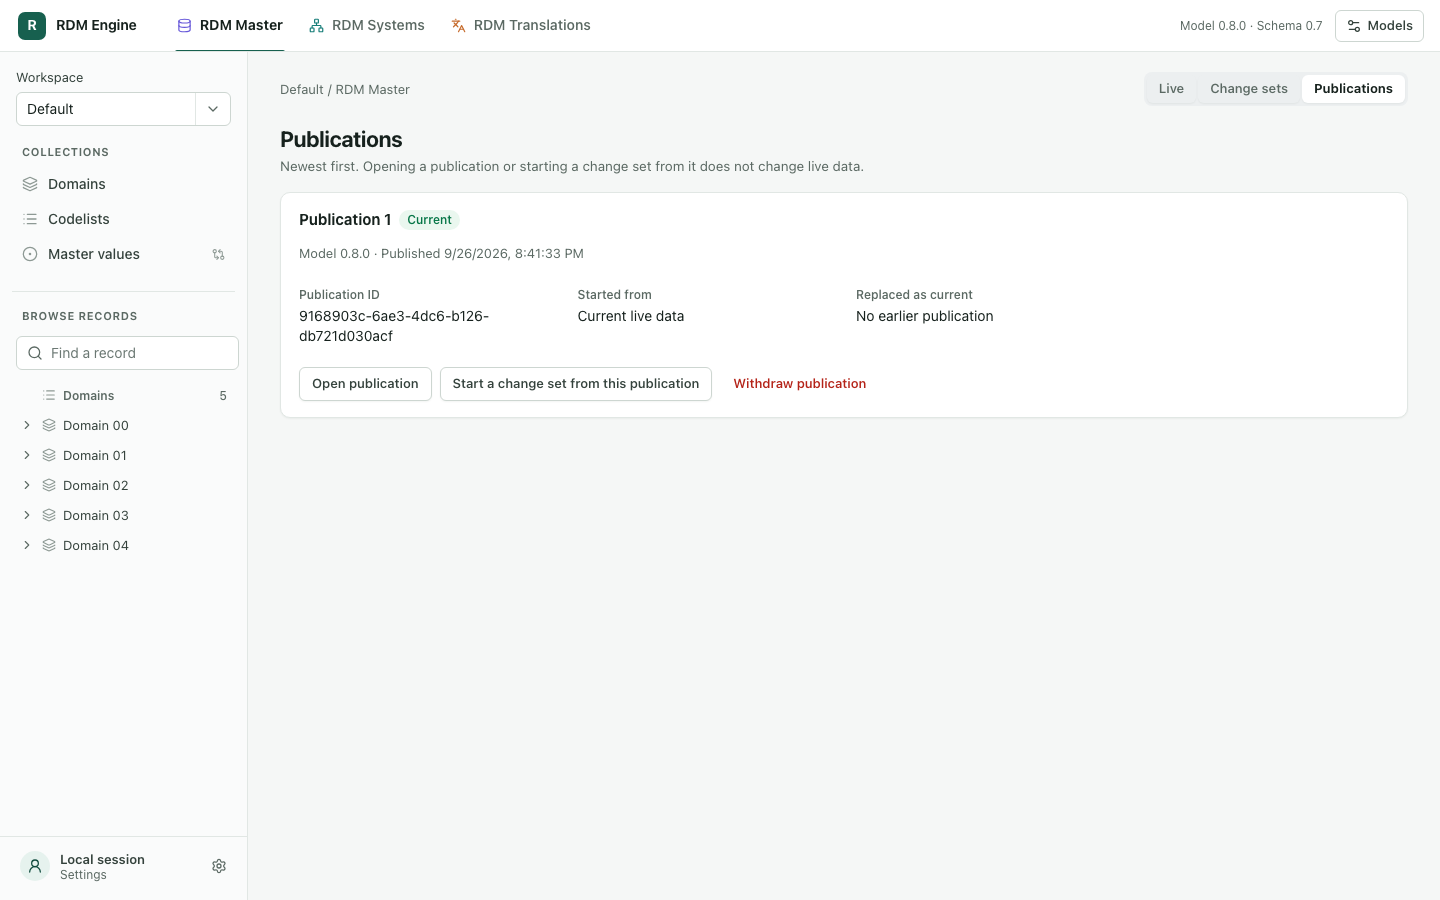 R RDM Engine RDM Master RDM Systems RDM Translations Model 0.8.0 · Schema 0.7 Models
Workspace
Default
COLLECTIONS
Domains
Codelists
Master values
BROWSE RECORDS
Find a record
Domains 5
Domain 00
Domain 01
Domain 02
Domain 03
Domain 04
Local session
Settings
Default / RDM Master
Live Change sets Publications
Publications
Newest first. Opening a publication or starting a change set from it does not change live data.
Publication 1 Current
Model 0.8.0 · Published 9/26/2026, 8:41:33 PM
Publication ID Started from Replaced as current
9168903c-6ae3-4dc6-b126- Current live data No earlier publication
db721d030acf
Open publication Start a change set from this publication Withdraw publication